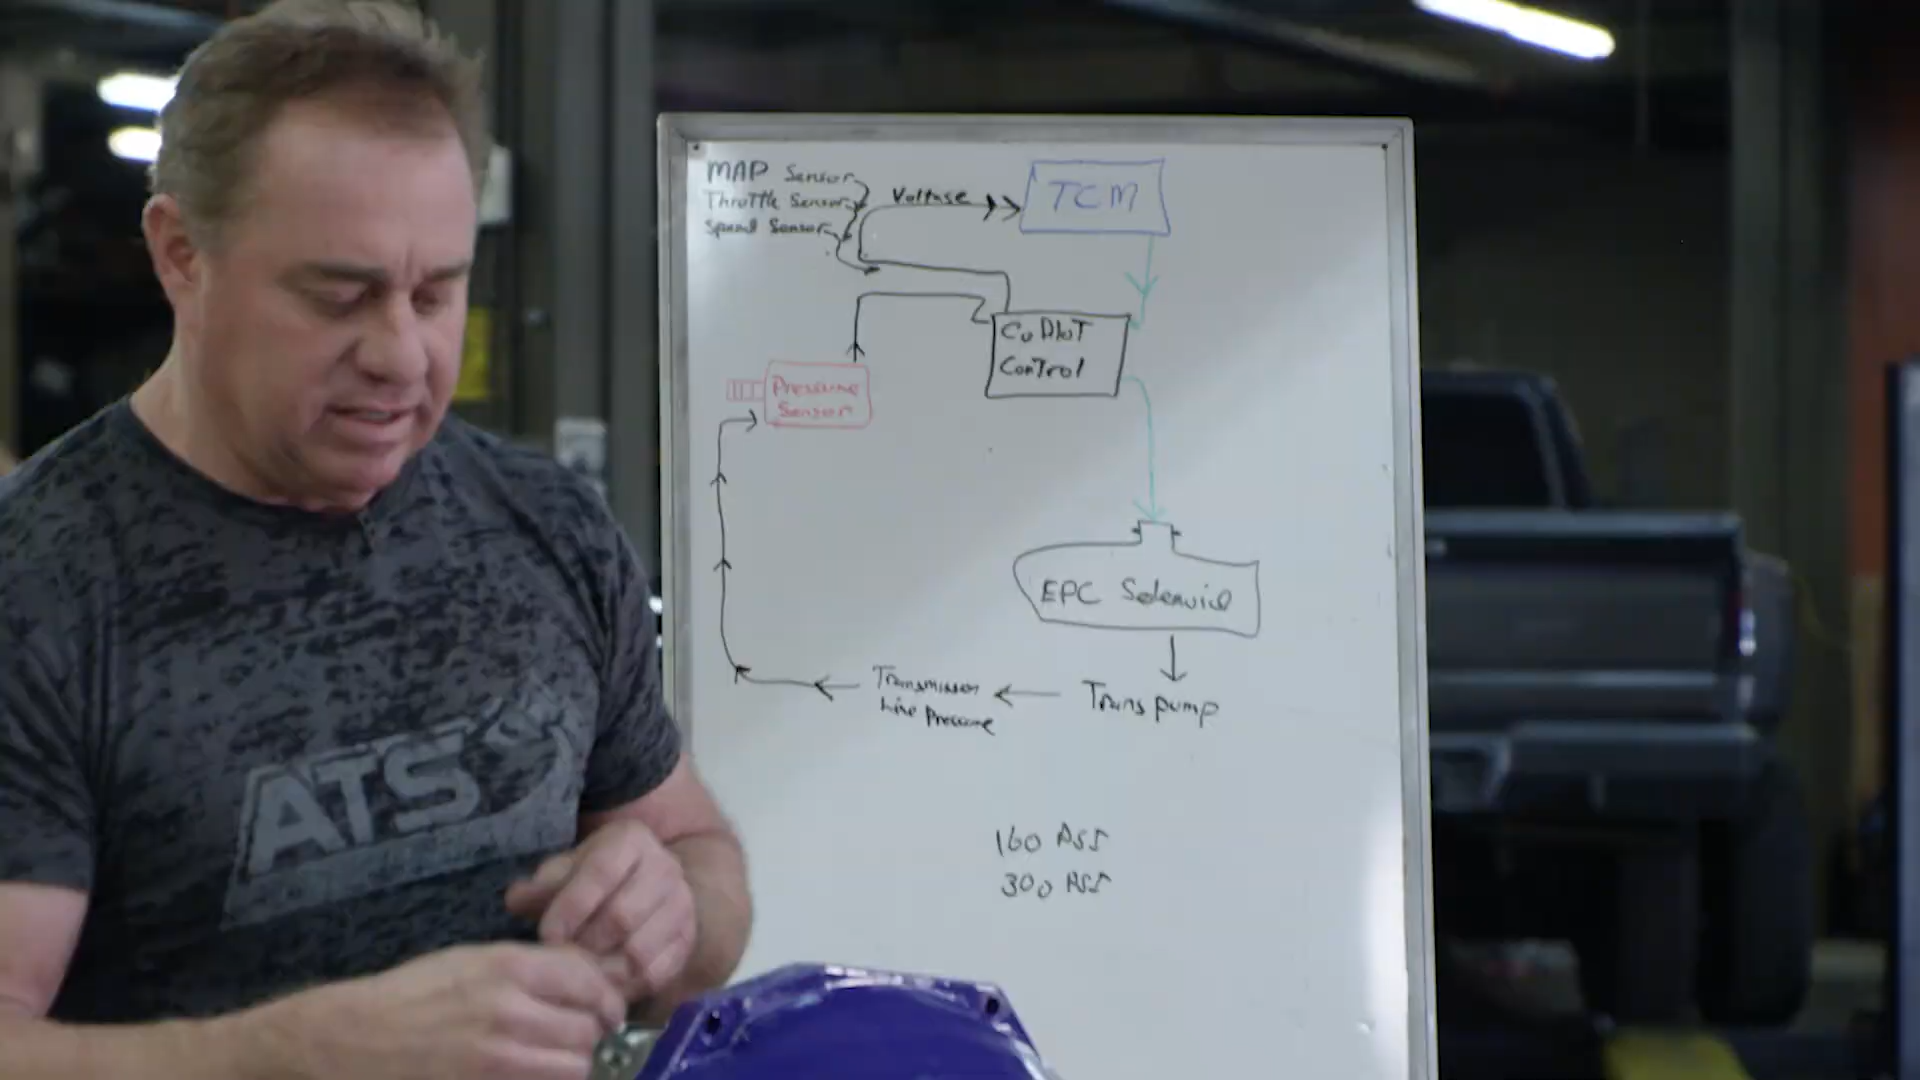 MAP Sensor
Throttle Sensor
Speed Sensor
Voltage
TCM
CoPIloT
ConTrol
Pressure
Sensor
EPC Solenoid
Transmission
Line Pressure
Trans pump
160 PSI
300 PSI
ATS